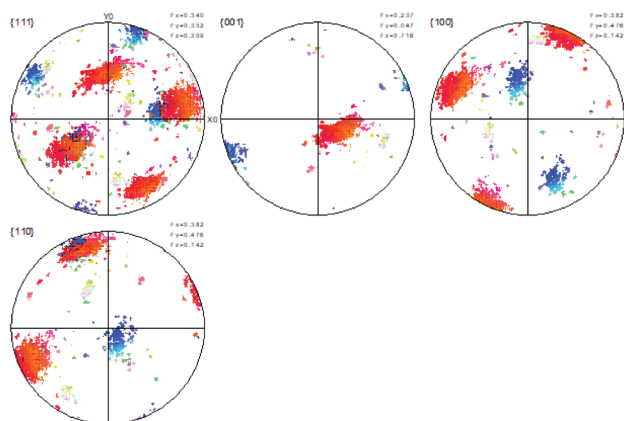 {111}
Y0
Fx=0.340
Fy=0.352
Fz=0.309
{001}
Fx=0.237
Fy=0.047
Fz=0.716
X0
{100}
Fx=0.382
Fy=0.476
Fz=0.142
{110}
Fx=0.382
Fy=0.476
Fz=0.142